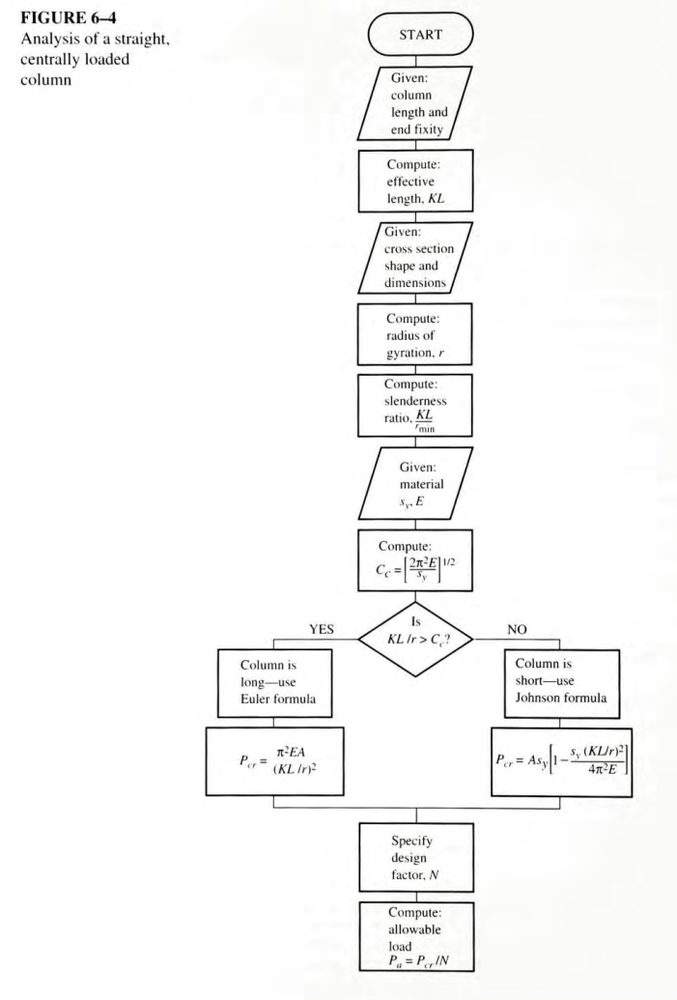 FIGURE 6–4
Analysis of a straight,
centrally loaded
column
START
Given:
column
length and
end fixity
Compute:
effective
length, KL
Given:
cross section
shape and
dimensions
Compute:
radius of
gyration, r
Compute:
slenderness
ratio, KL/r_min
Given:
material
s_y, E
Compute:
C_c = [2π²E/s_y]^1/2
Is
KL/r > C_c?
YES
NO
Column is
long—use
Euler formula
Column is
short—use
Johnson formula
P_cr = π²EA/(KL/r)²
P_cr = As_y[1 – s_y (KL/r)²/4π²E]
Specify
design
factor, N
Compute:
allowable
load
P_a = P_cr/N